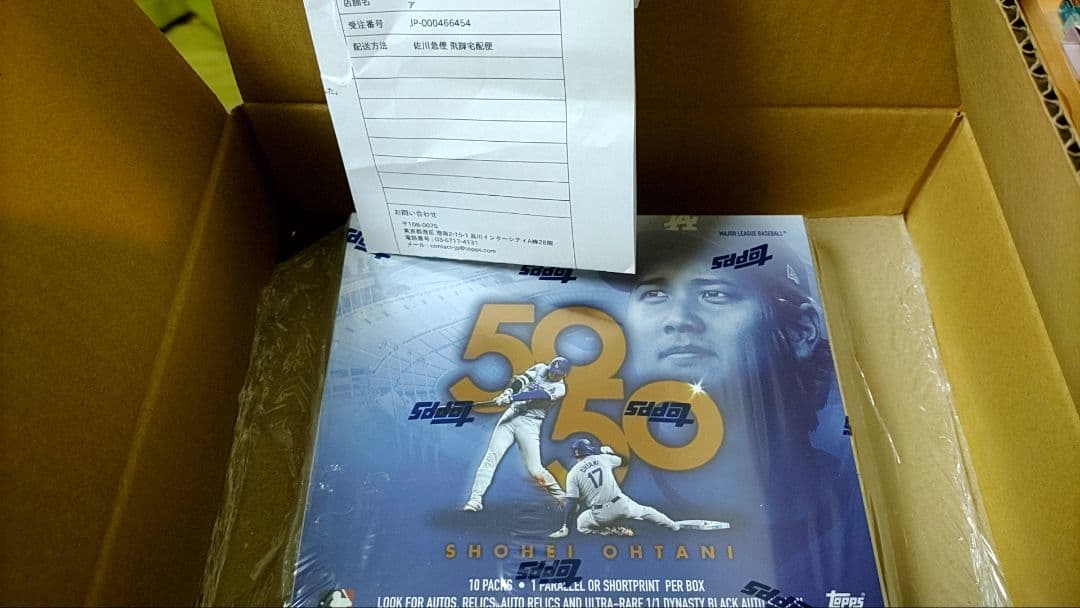 店舗名 ア
受注番号 JP-000466454
配送方法 佐川急便 飛脚宅配便
た。
お問い合わせ
〒108-0075
東京都港区 港南2-15-1 品川インターシティA棟28階
電話番号：03-6717-4131
メール：contact-jp@topps.com
LA
MAJOR LEAGUE BASEBALL
topps
topps
50
50
topps
topps
OHTANI
17
SHOHEI OHTANI
topps
10 PACKS • 1 PARALLEL OR SHORTPRINT PER BOX
LOOK FOR AUTOS, RELICS, AUTO RELICS AND ULTRA-RARE 1/1 DYNASTY BLACK
topps
topps